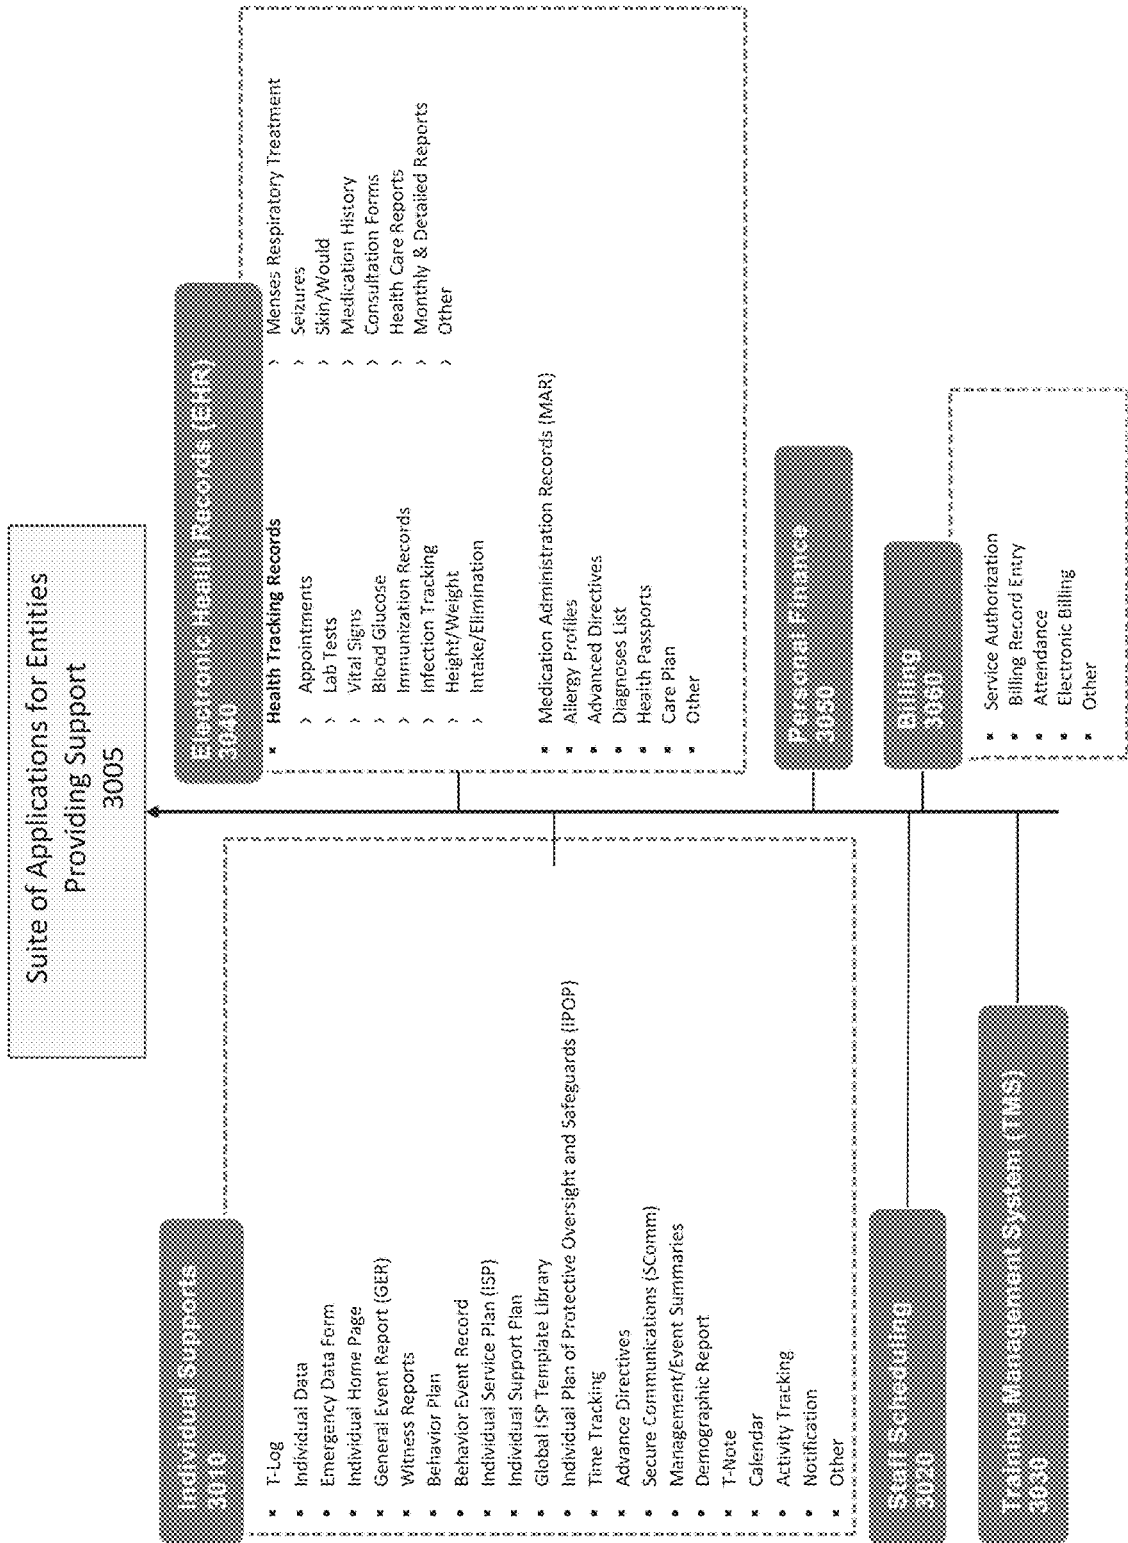 Suite of Applications for Entities
Providing Support
3005
Individual Supports
3010
T-Log
Individual Data
Emergency Data Form
Individual Home Page
General Event Report (GER)
Witness Reports
Behavior Plan
Behavior Event Record
Individual Service Plan (ISP)
Individual Support Plan
Global ISP Template Library
Individual Plan of Protective Oversight and Safeguards (IPOP)
Time Tracking
Advance Directives
Secure Communications (SComm)
Management/Event Summaries
Demographic Report
T-Note
Calendar
Activity Tracking
Notification
Other
Staff Scheduling
3020
Training Management System (TMS)
3030
Electronic Health Records (EHR)
3040
Health Tracking Records
> Appointments
> Lab Tests
> Vital Signs
> Blood Glucose
> Immunization Records
> Infection Tracking
> Height/Weight
> Intake/Elimination
> Menses Respiratory Treatment
> Seizures
> Skin/Would
> Medication History
> Consultation Forms
> Health Care Reports
> Monthly & Detailed Reports
> Other
Medication Administration Records (MAR)
Allergy Profiles
Advanced Directives
Diagnoses List
Health Passports
Care Plan
Other
Personal Finance
3050
Billing
3060
Service Authorization
Billing Record Entry
Attendance
Electronic Billing
Other